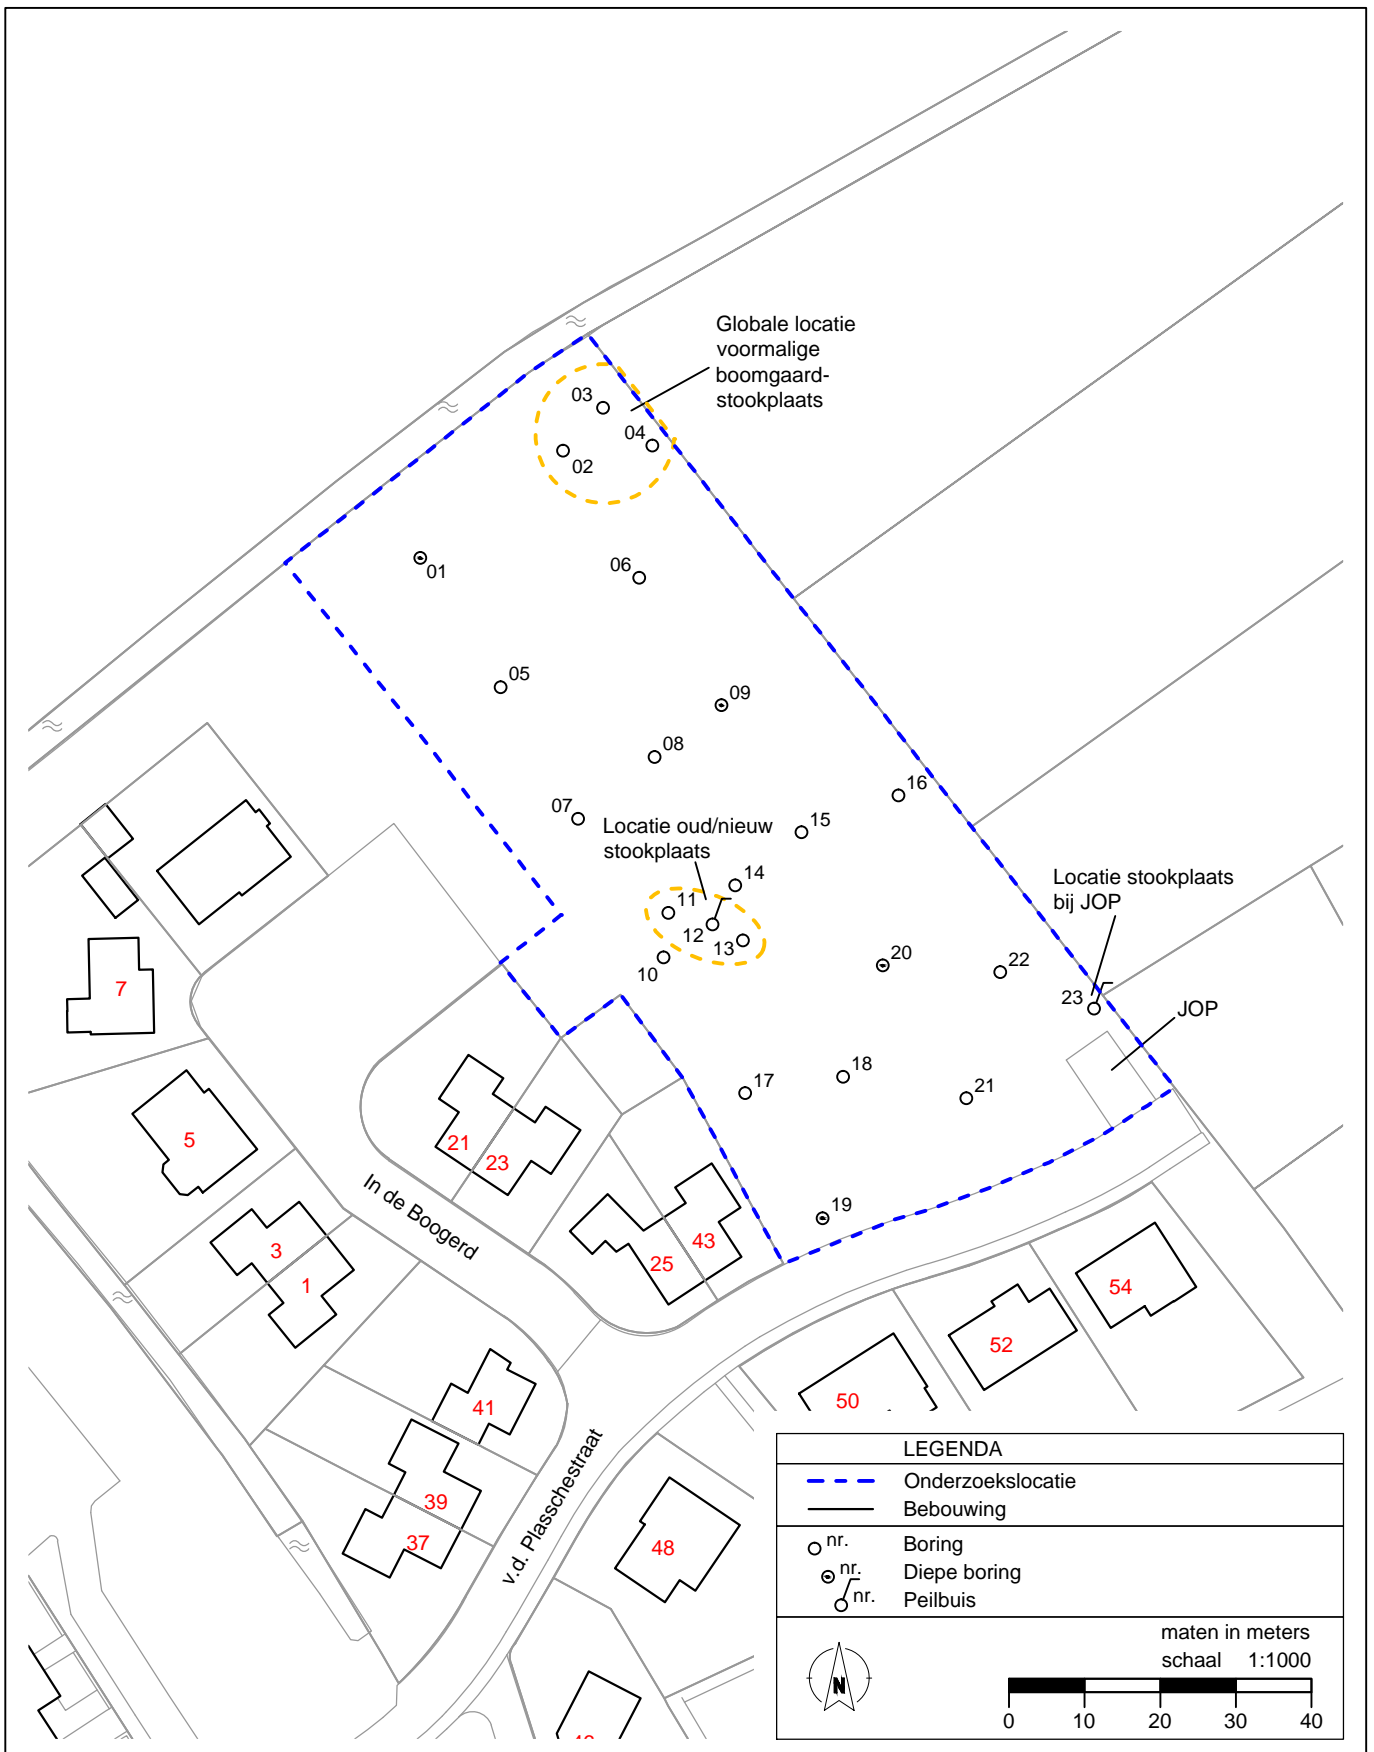 Globale locatie
voormalige
boomgaard-
stookplaats
03
04
02
01
06
05
09
08
07
16
15
Locatie oud/nieuw
stookplaats
14
11
12
13
10
Locatie stookplaats
bij JOP
20
22
23
JOP
17
18
21
19
7
5
3
1
21
23
25
43
In de Boogerd
41
39
37
v.d. Plasschestraat
48
50
52
54
LEGENDA
Onderzoekslocatie
Bebouwing
nr. Boring
nr. Diepe boring
nr. Peilbuis
maten in meters
schaal 1:1000
N
0 10 20 30 40